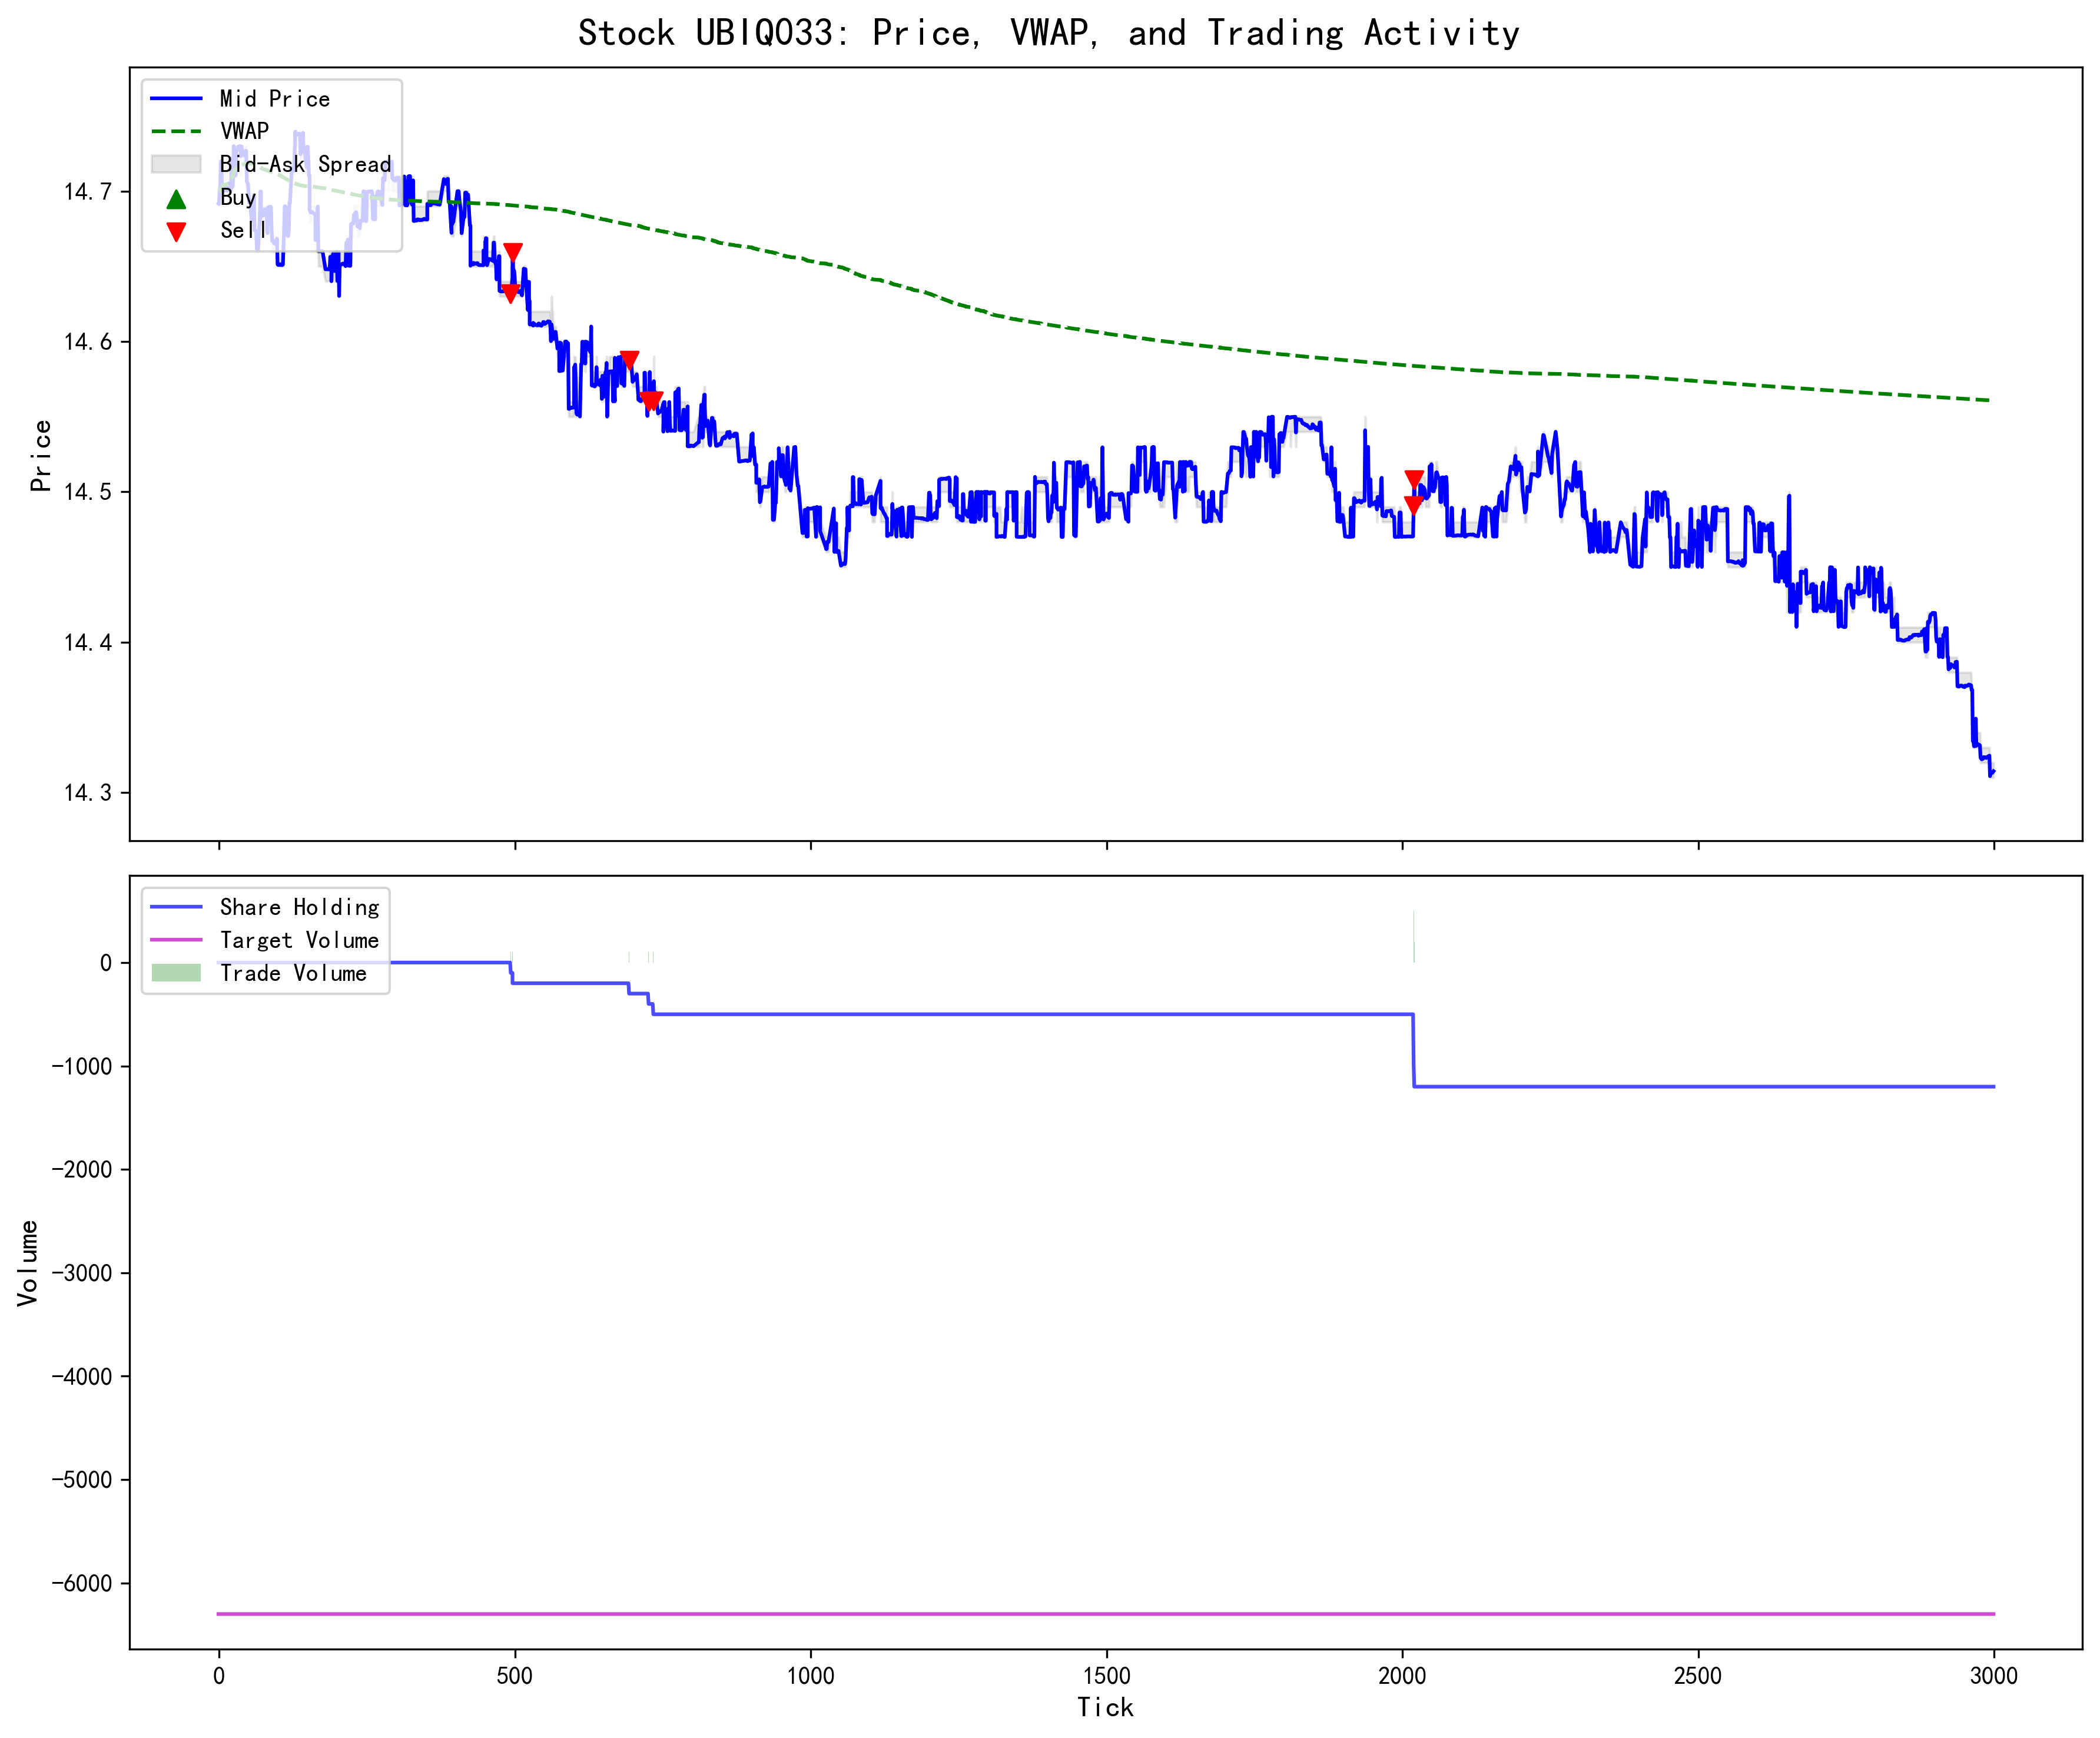 Stock UBIQ033: Price, VWAP, and Trading Activity
Mid Price
VWAP
Bid-Ask Spread
Buy
Sell
14.7
14.6
14.5
14.4
14.3
Price
Share Holding
Target Volume
Trade Volume
0
-1000
-2000
-3000
-4000
-5000
-6000
Volume
0 500 1000 1500 2000 2500 3000
Tick